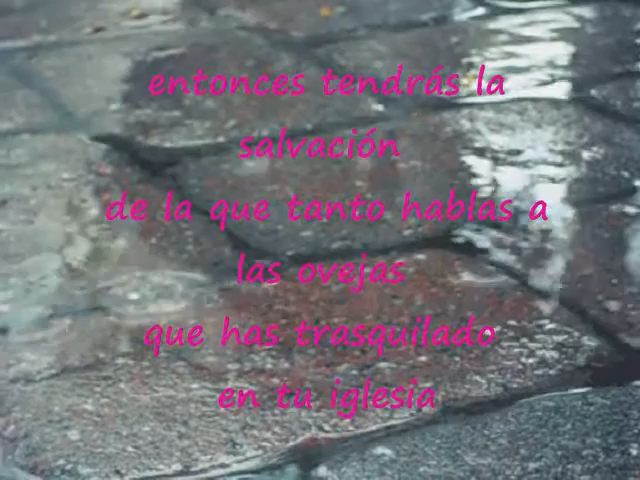 entonces tendrás la
salvación
de la que tanto hablas a
las ovejas
que has trasquilado
en tu iglesia